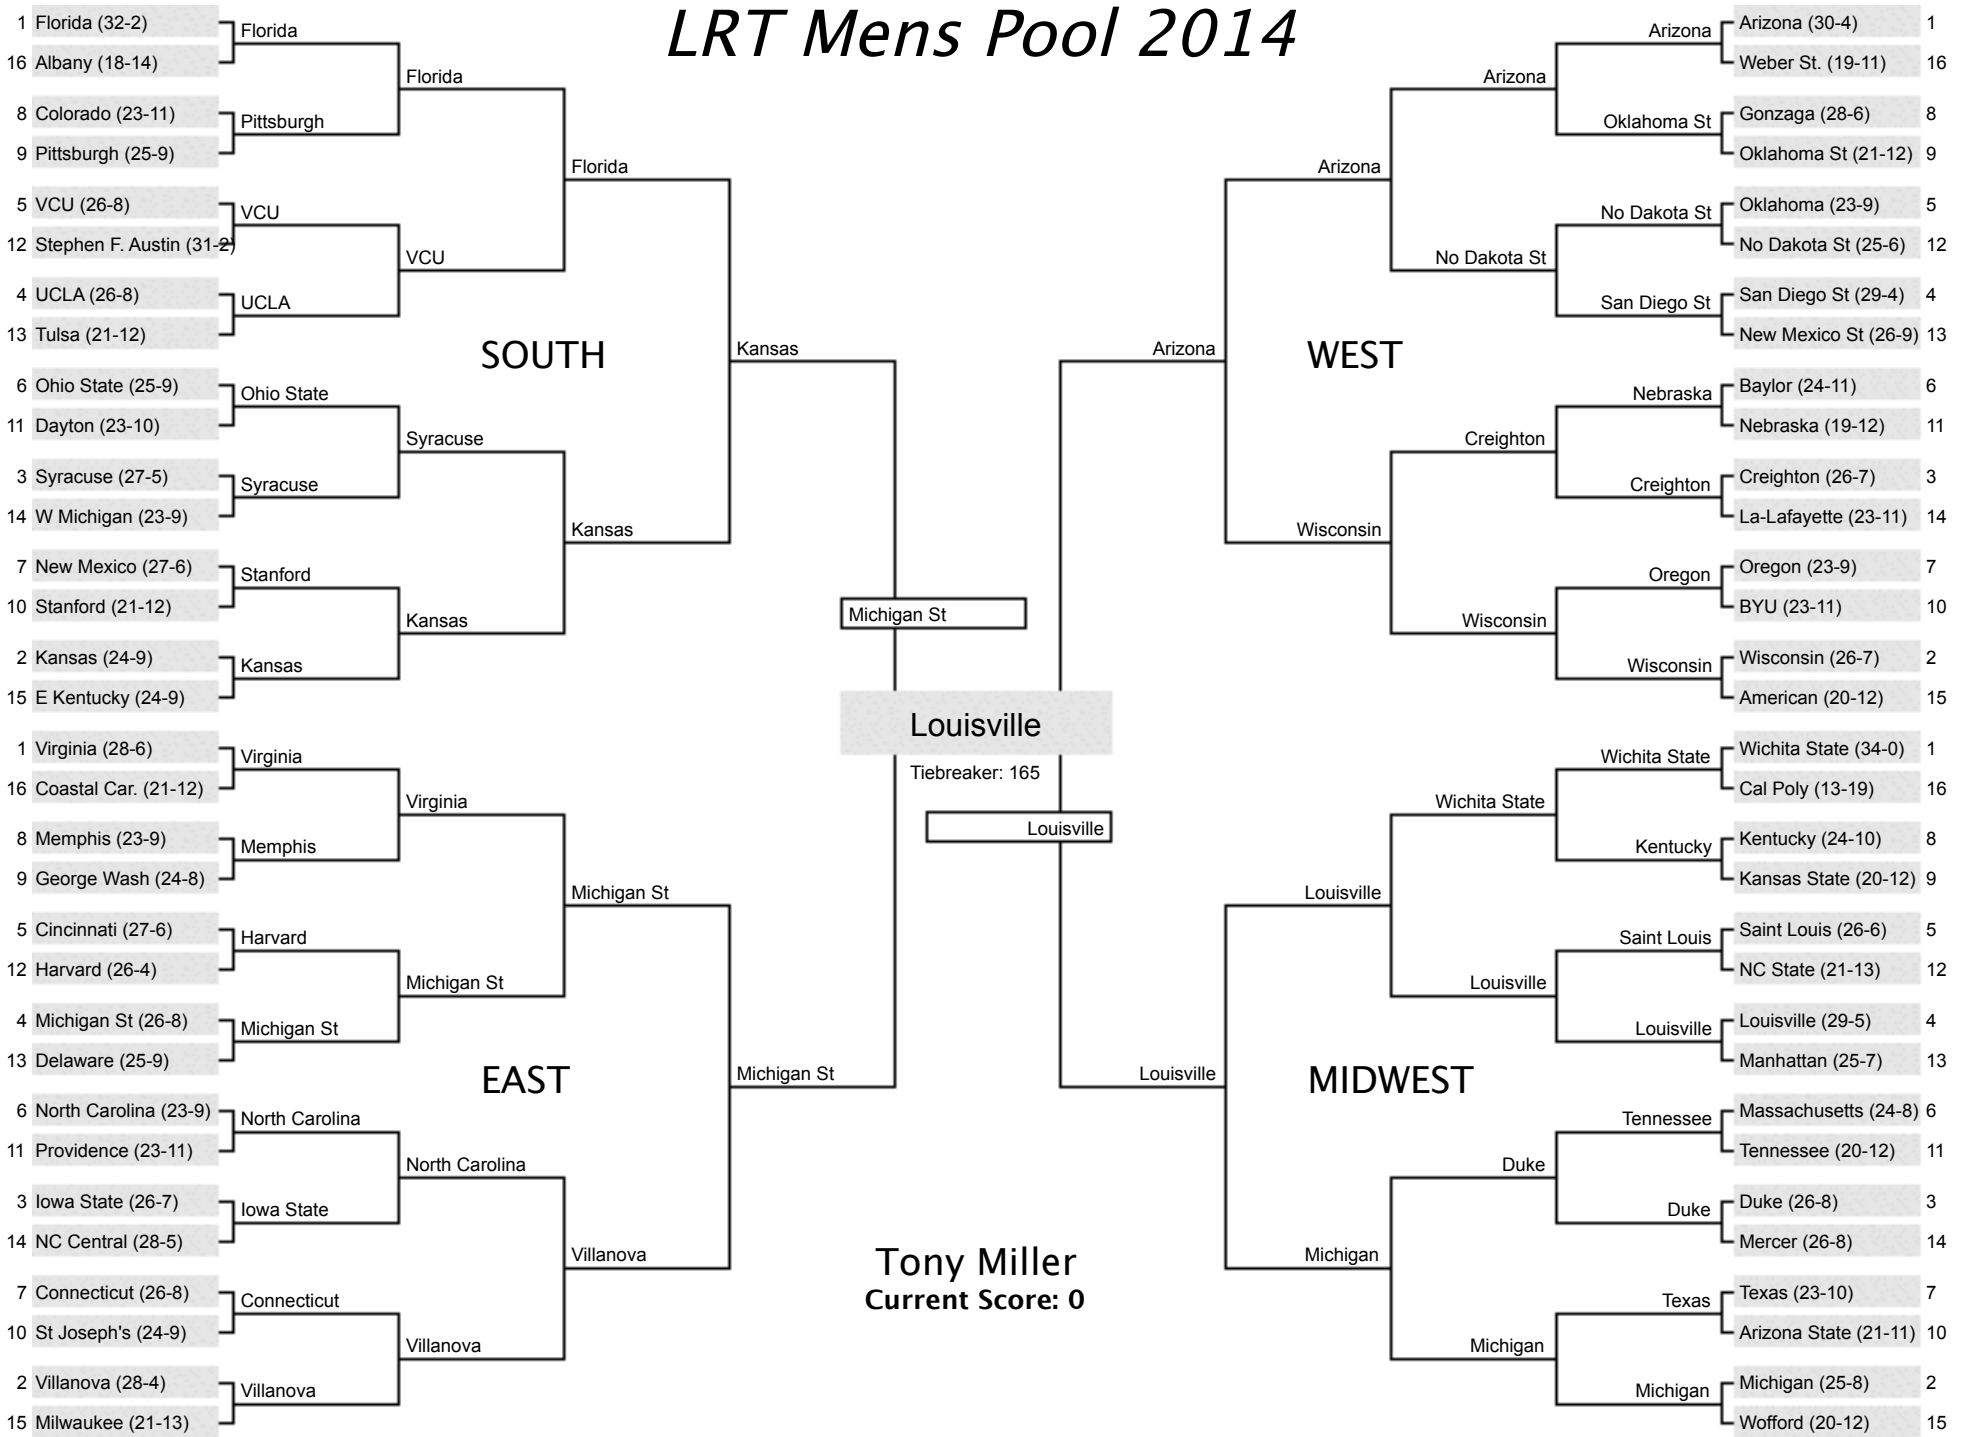 LRT Mens Pool 2014
1 Florida (32-2)
Florida
16 Albany (18-14)
Florida
8 Colorado (23-11)
Pittsburgh
9 Pittsburgh (25-9)
Florida
5 VCU (26-8)
VCU
12 Stephen F. Austin (31-2)
VCU
4 UCLA (26-8)
UCLA
13 Tulsa (21-12)
SOUTH
Kansas
6 Ohio State (25-9)
Ohio State
11 Dayton (23-10)
Syracuse
3 Syracuse (27-5)
Syracuse
14 W Michigan (23-9)
Kansas
7 New Mexico (27-6)
Stanford
10 Stanford (21-12)
Kansas
2 Kansas (24-9)
Kansas
15 E Kentucky (24-9)
1 Virginia (28-6)
Virginia
16 Coastal Car. (21-12)
Virginia
8 Memphis (23-9)
Memphis
9 George Wash (24-8)
Michigan St
5 Cincinnati (27-6)
Harvard
12 Harvard (26-4)
Michigan St
4 Michigan St (26-8)
Michigan St
13 Delaware (25-9)
EAST
Michigan St
6 North Carolina (23-9)
North Carolina
11 Providence (23-11)
North Carolina
3 Iowa State (26-7)
Iowa State
14 NC Central (28-5)
Villanova
7 Connecticut (26-8)
Connecticut
10 St Joseph's (24-9)
Villanova
2 Villanova (28-4)
Villanova
15 Milwaukee (21-13)
Michigan St
Louisville
Tiebreaker: 165
Louisville
Tony Miller
Current Score: 0
Arizona (30-4) 1
Arizona
Weber St. (19-11) 16
Arizona
Gonzaga (28-6) 8
Oklahoma St
Oklahoma St (21-12) 9
Arizona
Oklahoma (23-9) 5
No Dakota St
No Dakota St (25-6) 12
No Dakota St
San Diego St (29-4) 4
San Diego St
New Mexico St (26-9) 13
WEST
Arizona
Baylor (24-11) 6
Nebraska
Nebraska (19-12) 11
Creighton
Creighton (26-7) 3
Creighton
La-Lafayette (23-11) 14
Wisconsin
Oregon (23-9) 7
Oregon
BYU (23-11) 10
Wisconsin
Wisconsin (26-7) 2
Wisconsin
American (20-12) 15
Wichita State (34-0) 1
Wichita State
Cal Poly (13-19) 16
Wichita State
Kentucky (24-10) 8
Kentucky
Kansas State (20-12) 9
Louisville
Saint Louis (26-6) 5
Saint Louis
NC State (21-13) 12
Louisville
Louisville (29-5) 4
Louisville
Manhattan (25-7) 13
MIDWEST
Louisville
Massachusetts (24-8) 6
Tennessee
Tennessee (20-12) 11
Duke
Duke (26-8) 3
Duke
Mercer (26-8) 14
Michigan
Texas (23-10) 7
Texas
Arizona State (21-11) 10
Michigan
Michigan (25-8) 2
Michigan
Wofford (20-12) 15